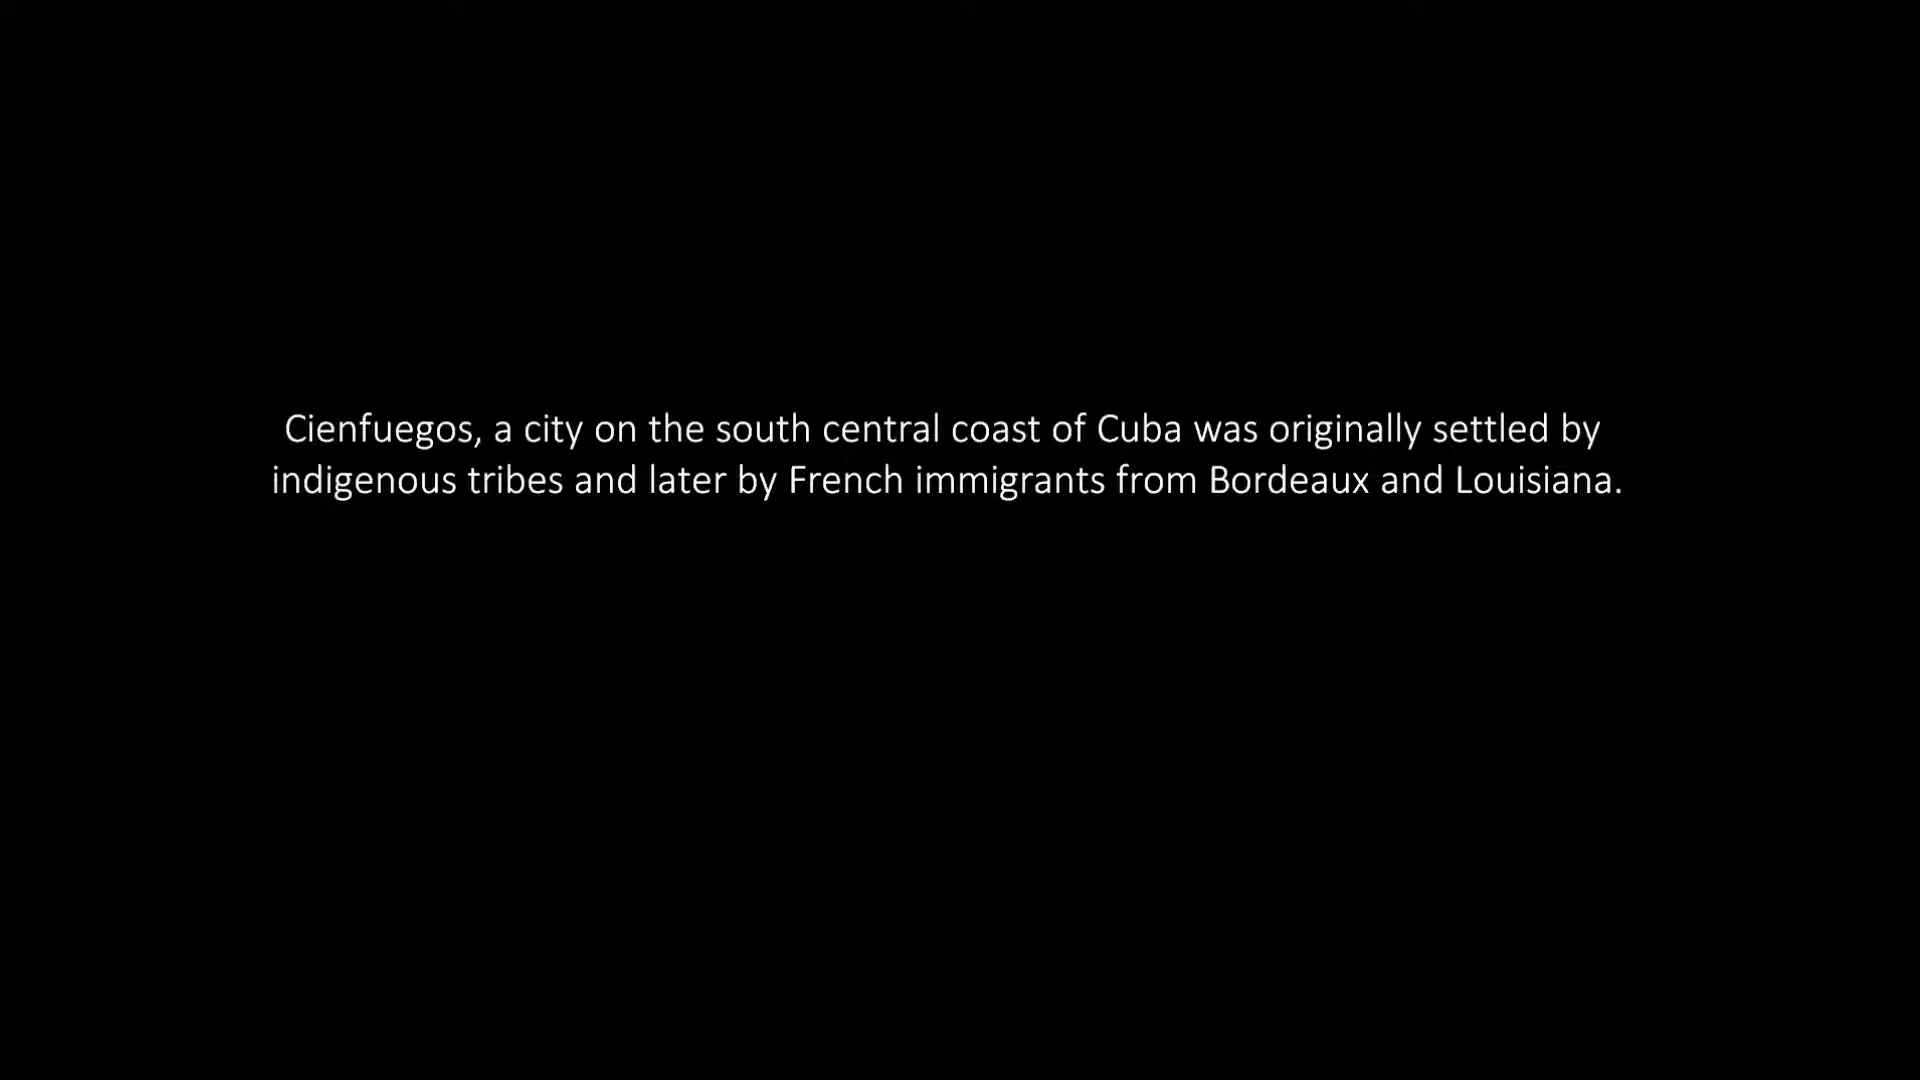 Cienfuegos, a city on the south central coast of Cuba was originally settled by
indigenous tribes and later by French immigrants from Bordeaux and Louisiana.